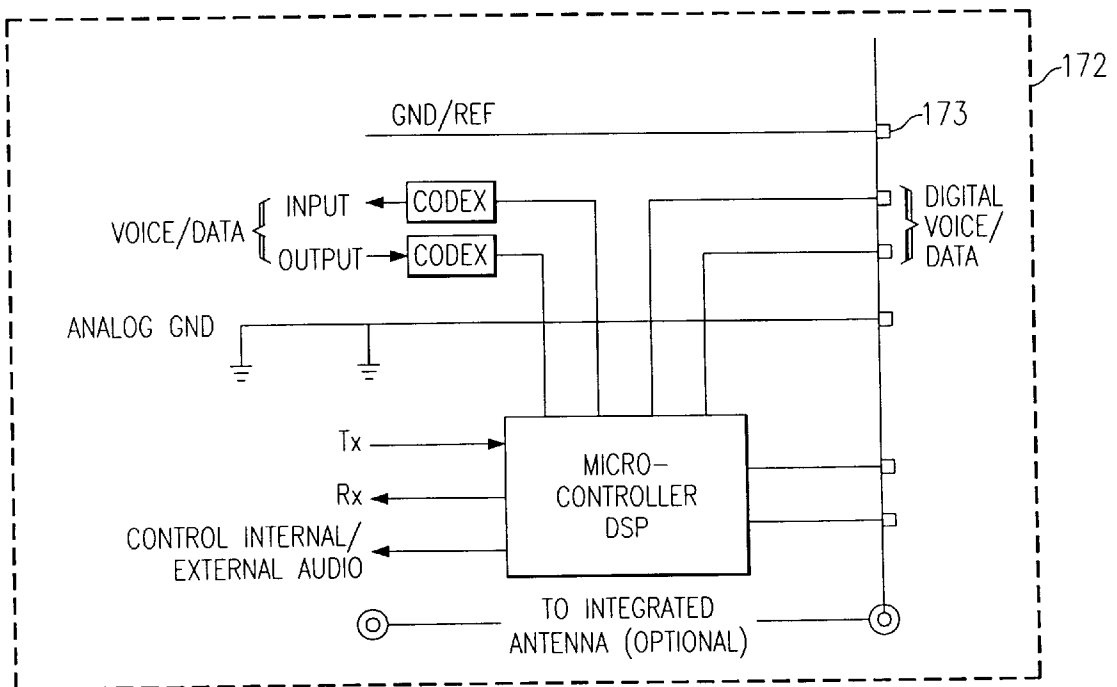 172
GND/REF
173
INPUT
CODEX
VOICE/DATA
OUTPUT
CODEX
DIGITAL
VOICE/
DATA
ANALOG GND
Tx
Rx
CONTROL INTERNAL/
EXTERNAL AUDIO
MICRO-
CONTROLLER
DSP
TO INTEGRATED
ANTENNA (OPTIONAL)